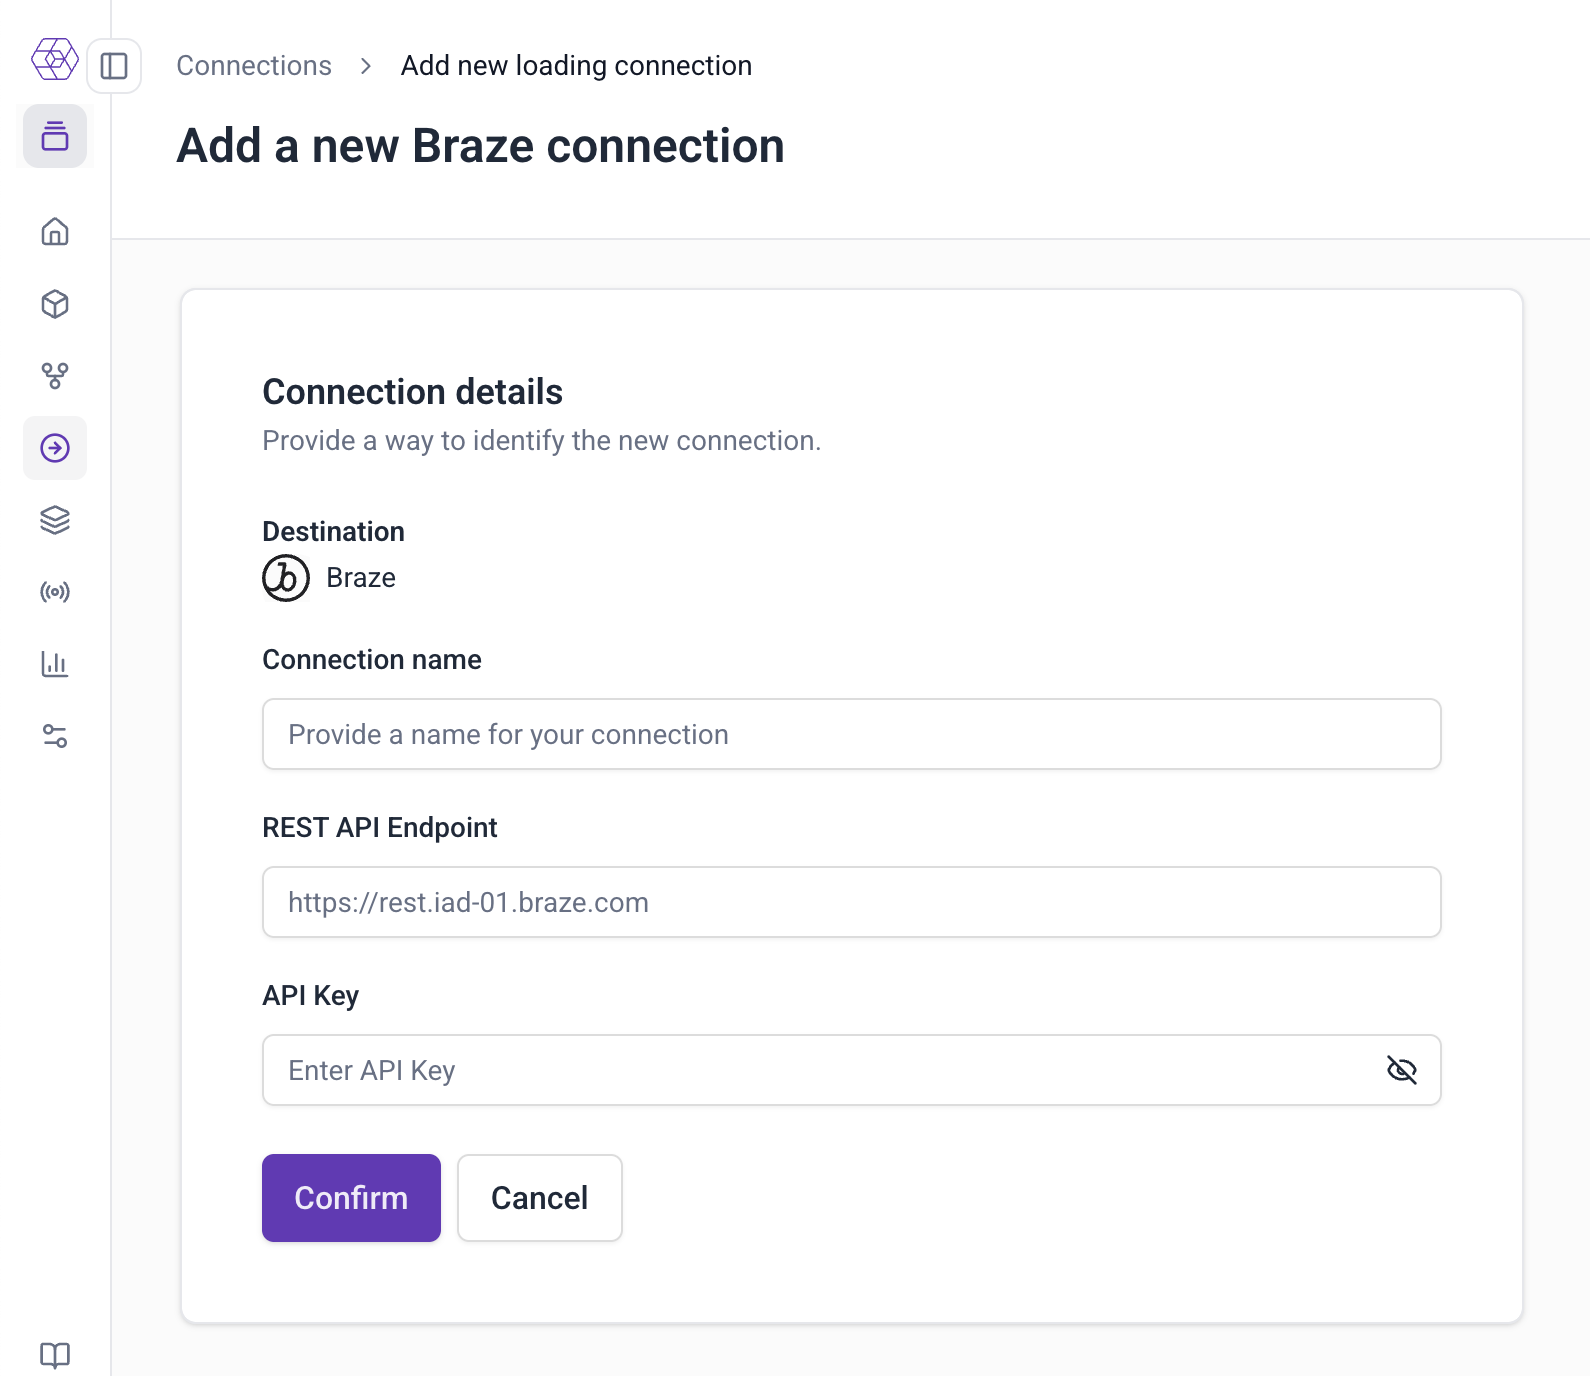 Connections > Add new loading connection
Add a new Braze connection
Connection details
Provide a way to identify the new connection.
Destination
Braze
Connection name
Provide a name for your connection
REST API Endpoint
https://rest.iad-01.braze.com
API Key
Enter API Key
Confirm Cancel